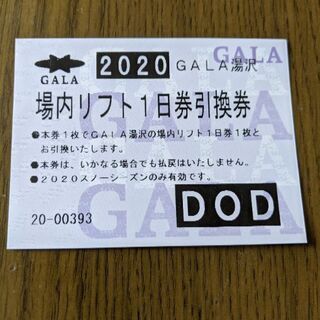 GALA
2020 GALA湯沢
GALA
場内リフト1日券引換券
●本券1枚でGALA湯沢の場内リフト1日券1枚と
お引換いたします。
●本券は、いかなる場合でも払戻はいたしません。
●2020スノーシーズンのみ有効です。
GALA
20-00393
DOD